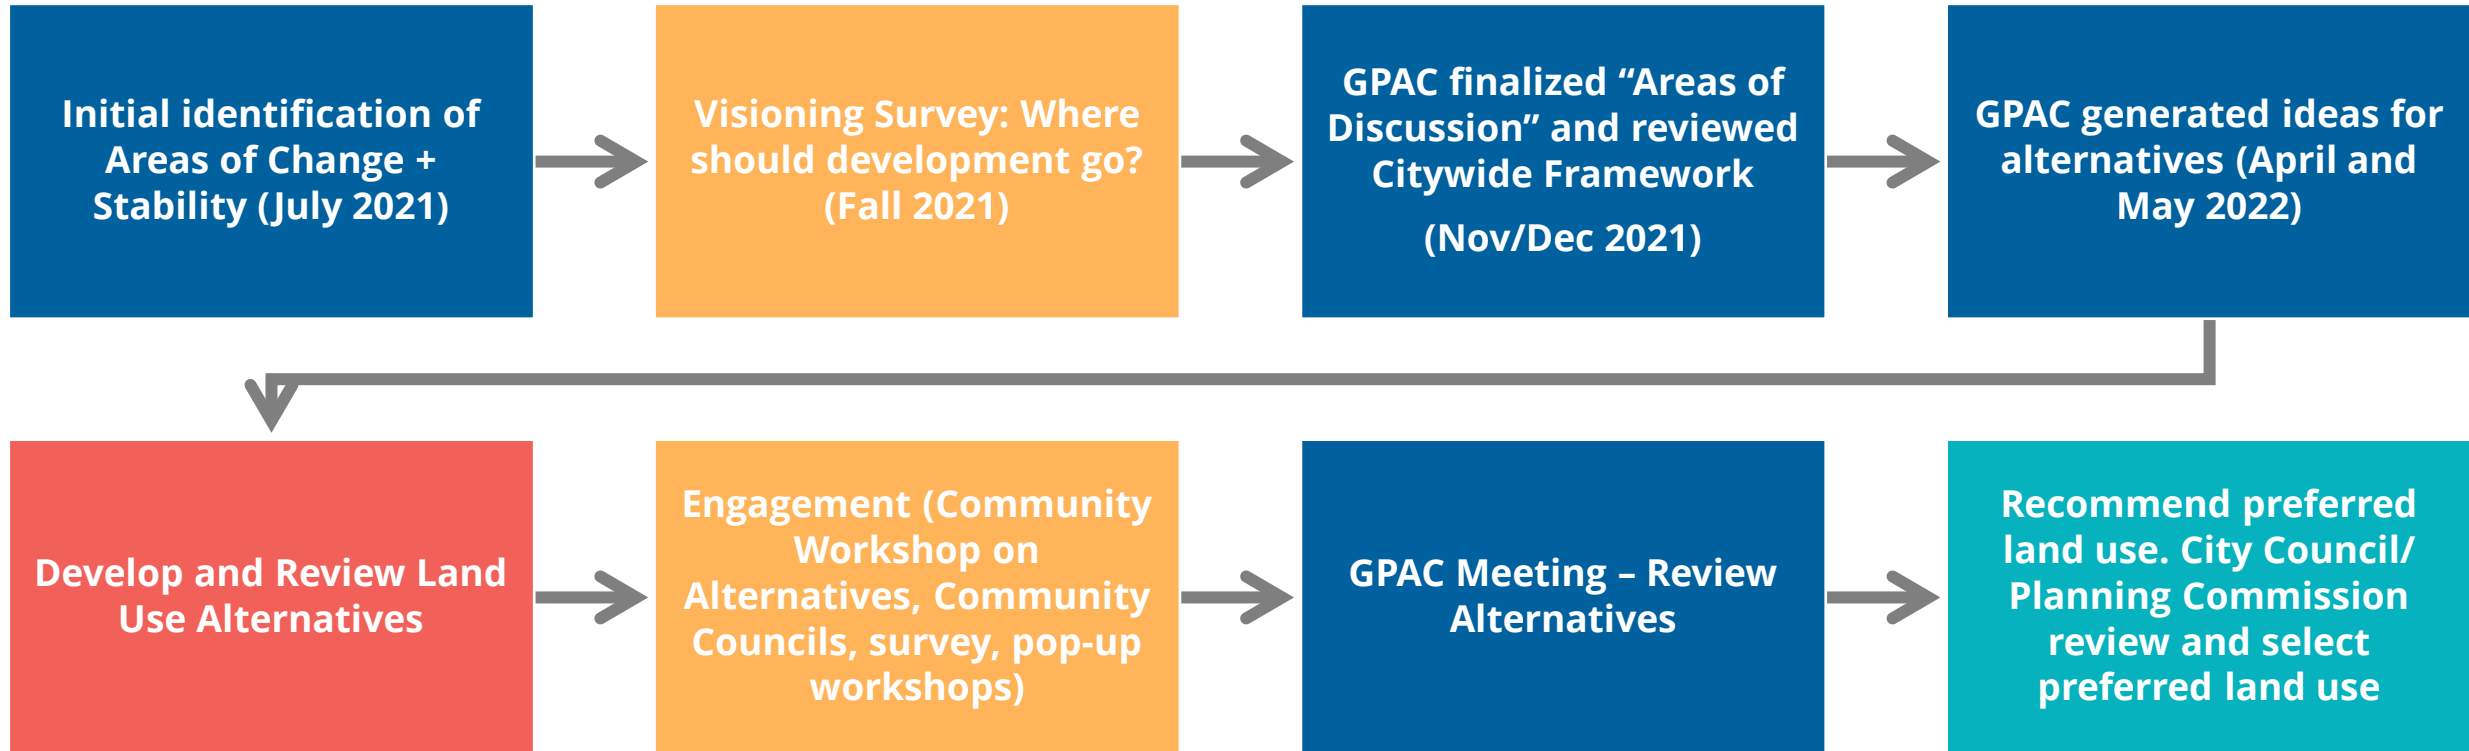 Initial identification of
Areas of Change +
Stability (July 2021)
Visioning Survey: Where
should development go?
(Fall 2021)
GPAC finalized “Areas of
Discussion” and reviewed
Citywide Framework
(Nov/Dec 2021)
GPAC generated ideas for
alternatives (April and
May 2022)
Develop and Review Land
Use Alternatives
Engagement (Community
Workshop on
Alternatives, Community
Councils, survey, pop-up
workshops)
GPAC Meeting – Review
Alternatives
Recommend preferred
land use. City Council/
Planning Commission
review and select
preferred land use